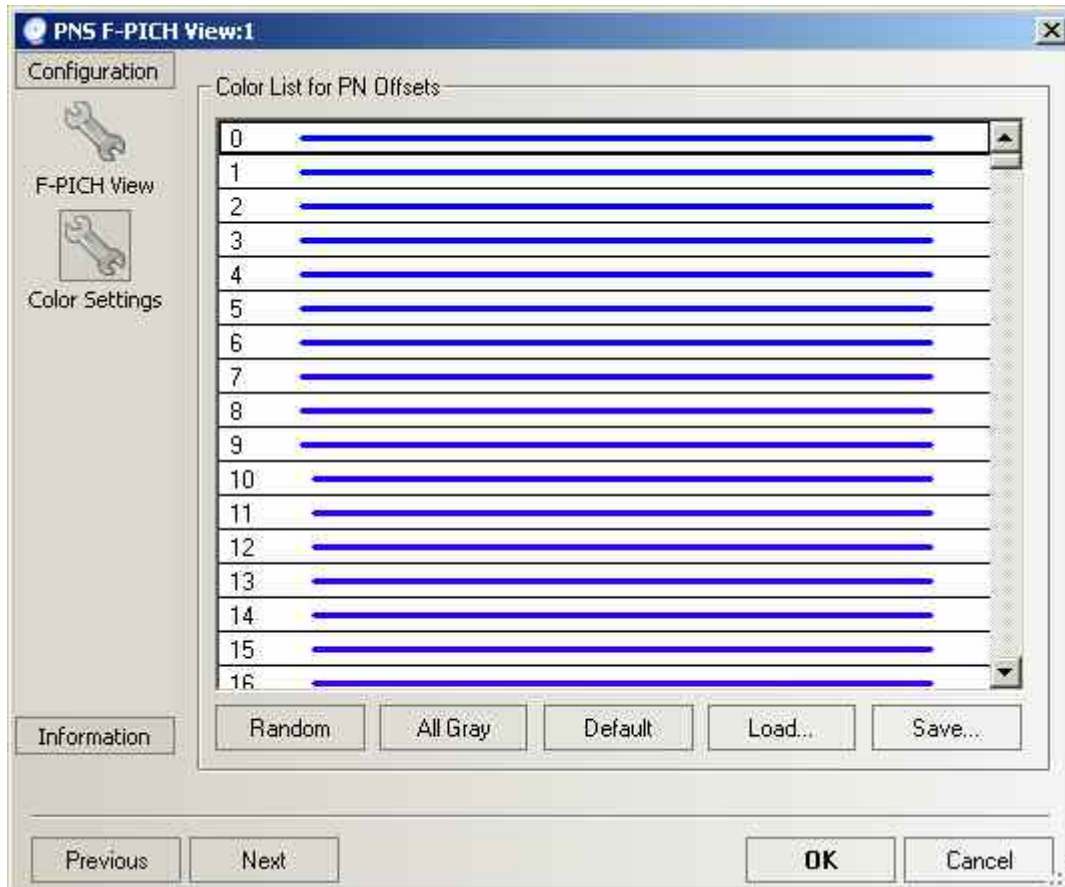 PNS F-PICH View:1
Configuration
F-PICH View
Color Settings
Information
Color List for PN Offsets
0
1
2
3
4
5
6
7
8
9
10
11
12
13
14
15
16
Random All Gray Default Load... Save...
Previous Next OK Cancel